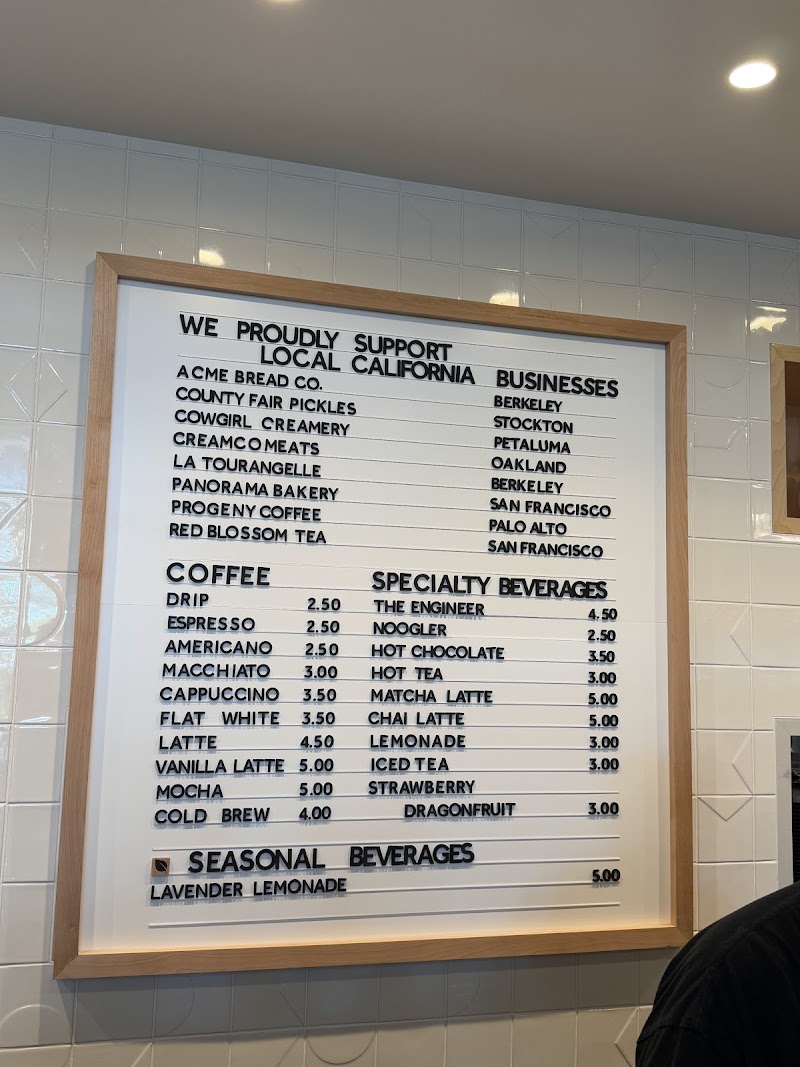 WE PROUDLY SUPPORT
LOCAL CALIFORNIA BUSINESSES
ACME BREAD CO. BERKELEY
COUNTY FAIR PICKLES STOCKTON
COWGIRL CREAMERY PETALUMA
CREAMCO MEATS OAKLAND
LA TOURANGELLE BERKELEY
PANORAMA BAKERY SAN FRANCISCO
PROGENY COFFEE PALO ALTO
RED BLOSSOM TEA SAN FRANCISCO
COFFEE
DRIP 2.50
ESPRESSO 2.50
AMERICANO 2.50
MACCHIATO 3.00
CAPPUCCINO 3.50
FLAT WHITE 3.50
LATTE 4.50
VANILLA LATTE 5.00
MOCHA 5.00
COLD BREW 4.00
SPECIALTY BEVERAGES
THE ENGINEER 4.50
NOOGLER 2.50
HOT CHOCOLATE 3.50
HOT TEA 3.00
MATCHA LATTE 5.00
CHAI LATTE 5.00
LEMONADE 3.00
ICED TEA 3.00
STRAWBERRY
DRAGONFRUIT 3.00
SEASONAL BEVERAGES
LAVENDER LEMONADE 5.00